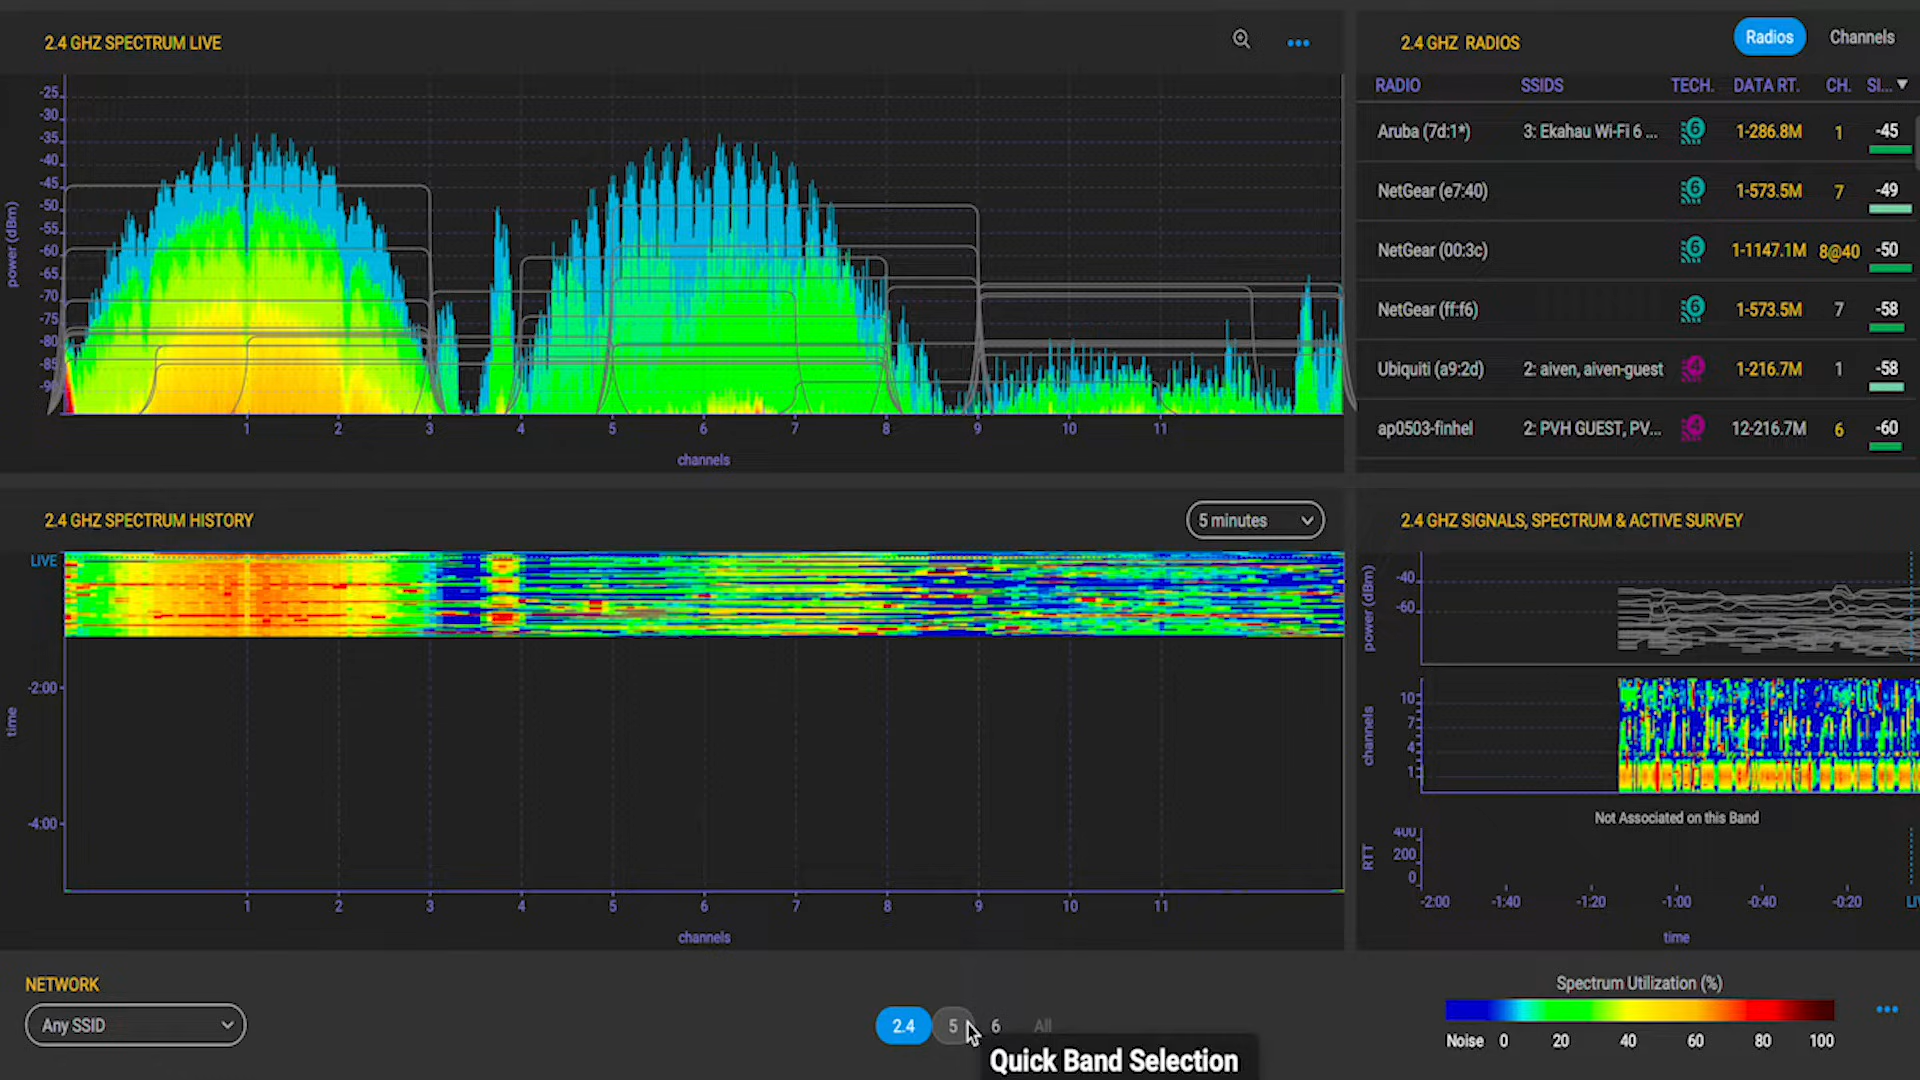 2.4 GHZ SPECTRUM LIVE
power (dBm)
-25
-30
-35
-40
-45
-50
-55
-60
-65
-70
-75
-80
-85
-90
1 2 3 4 5 6 7 8 9 10 11
channels
2.4 GHZ RADIOS
Radios Channels
RADIO SSIDS TECH. DATA RT. CH. SI...
Aruba (7d:1*) 3: Ekahau Wi-Fi 6 ... 6 1-286.8M 1 -45
NetGear (e7:40) 6 1-573.5M 7 -49
NetGear (00:3c) 6 1-1147.1M 8@40 -50
NetGear (ff:f6) 6 1-573.5M 7 -58
Ubiquiti (a9:2d) 2: aiven, aiven-guest 4 1-216.7M 1 -58
ap0503-finhel 2: PVH GUEST, PV... 4 12-216.7M 6 -60
2.4 GHZ SPECTRUM HISTORY
5 minutes
LIVE
-2:00
time
-4:00
1 2 3 4 5 6 7 8 9 10 11
channels
2.4 GHZ SIGNALS, SPECTRUM & ACTIVE SURVEY
power (dBm)
-40
-60
channels
10
7
4
1
Not Associated on this Band
RTT
400
200
0
-2:00 -1:40 -1:20 -1:00 -0:40 -0:20 LIV
time
NETWORK
Any SSID
2.4 5 6 All
Quick Band Selection
Spectrum Utilization (%)
Noise 0 20 40 60 80 100